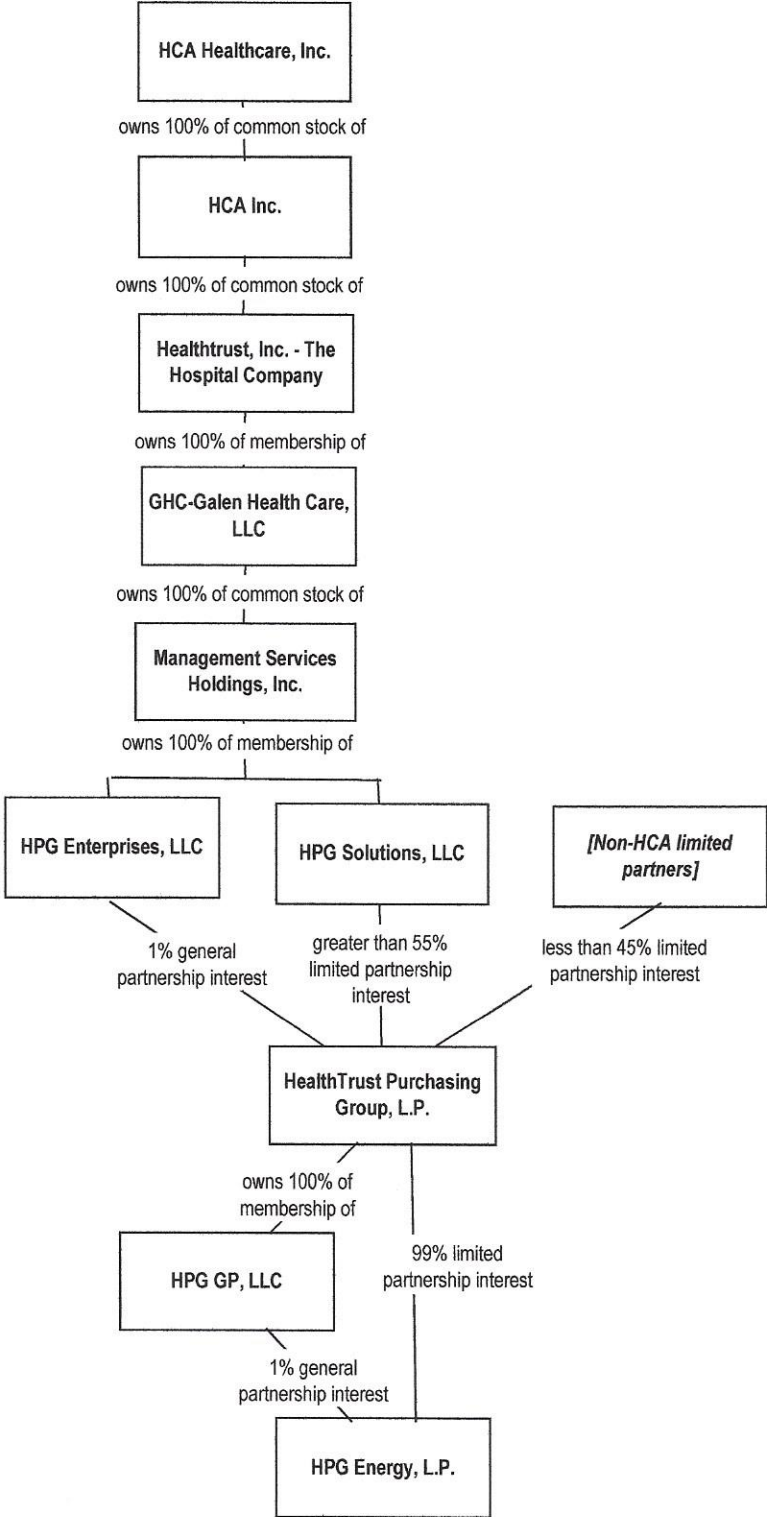 HCA Healthcare, Inc.
owns 100% of common stock of
HCA Inc.
owns 100% of common stock of
Healthtrust, Inc. - The
Hospital Company
owns 100% of membership of
GHC-Galen Health Care,
LLC
owns 100% of common stock of
Management Services
Holdings, Inc.
owns 100% of membership of
HPG Enterprises, LLC
HPG Solutions, LLC
[Non-HCA limited
partners]
1% general
partnership interest
greater than 55%
limited partnership
interest
less than 45% limited
partnership interest
HealthTrust Purchasing
Group, L.P.
owns 100% of
membership of
HPG GP, LLC
99% limited
partnership interest
1% general
partnership interest
HPG Energy, L.P.